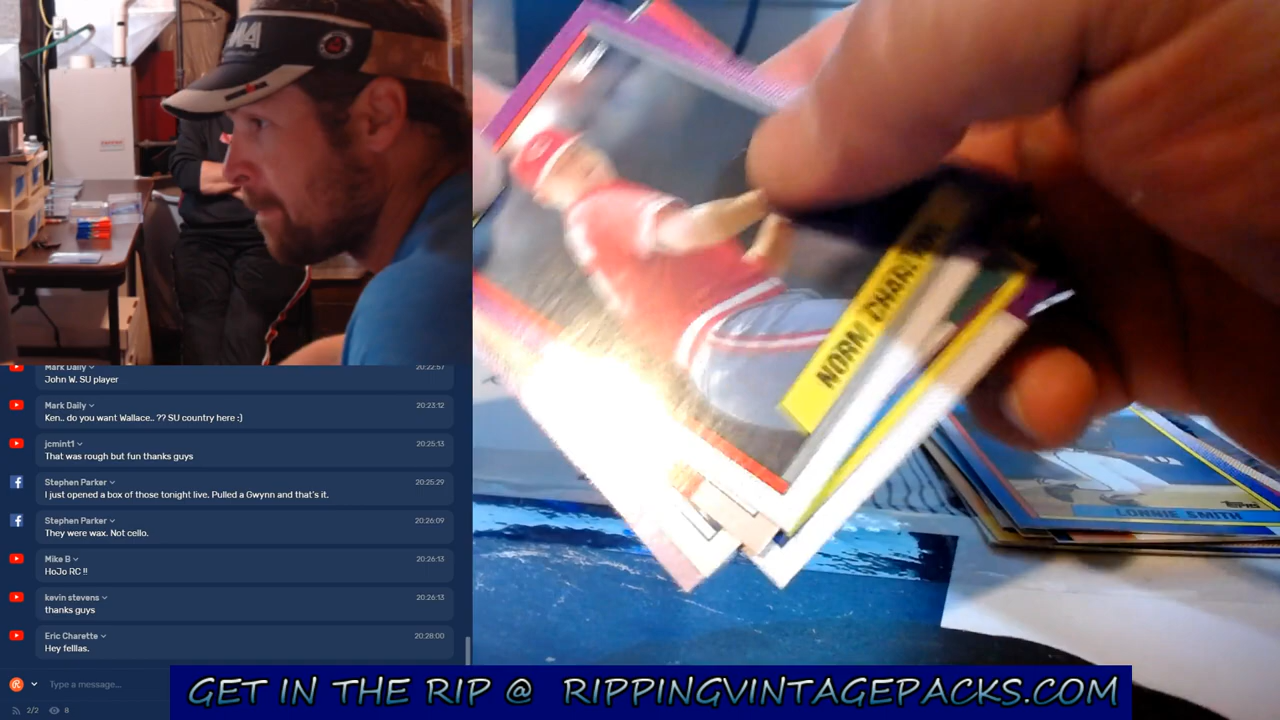 Mark Daily
20:22:57
John W. SU player
Mark Daily
20:23:12
Ken.. do you want Wallace.. ?? SU country here :)
jcmint1
20:25:13
That was rough but fun thanks guys
Stephen Parker
20:25:29
I just opened a box of those tonight live. Pulled a Gwynn and that's it.
Stephen Parker
20:26:09
They were wax. Not cello.
Mike B
20:26:13
HoJo RC !!
kevin stevens
20:26:13
thanks guys
Eric Charette
20:28:00
Hey felllas.
Type a message...
2/2
8
NORM
LONNIE SMITH
TOPPS
GET IN THE RIP @ RIPPINGVINTAGEPACKS.COM